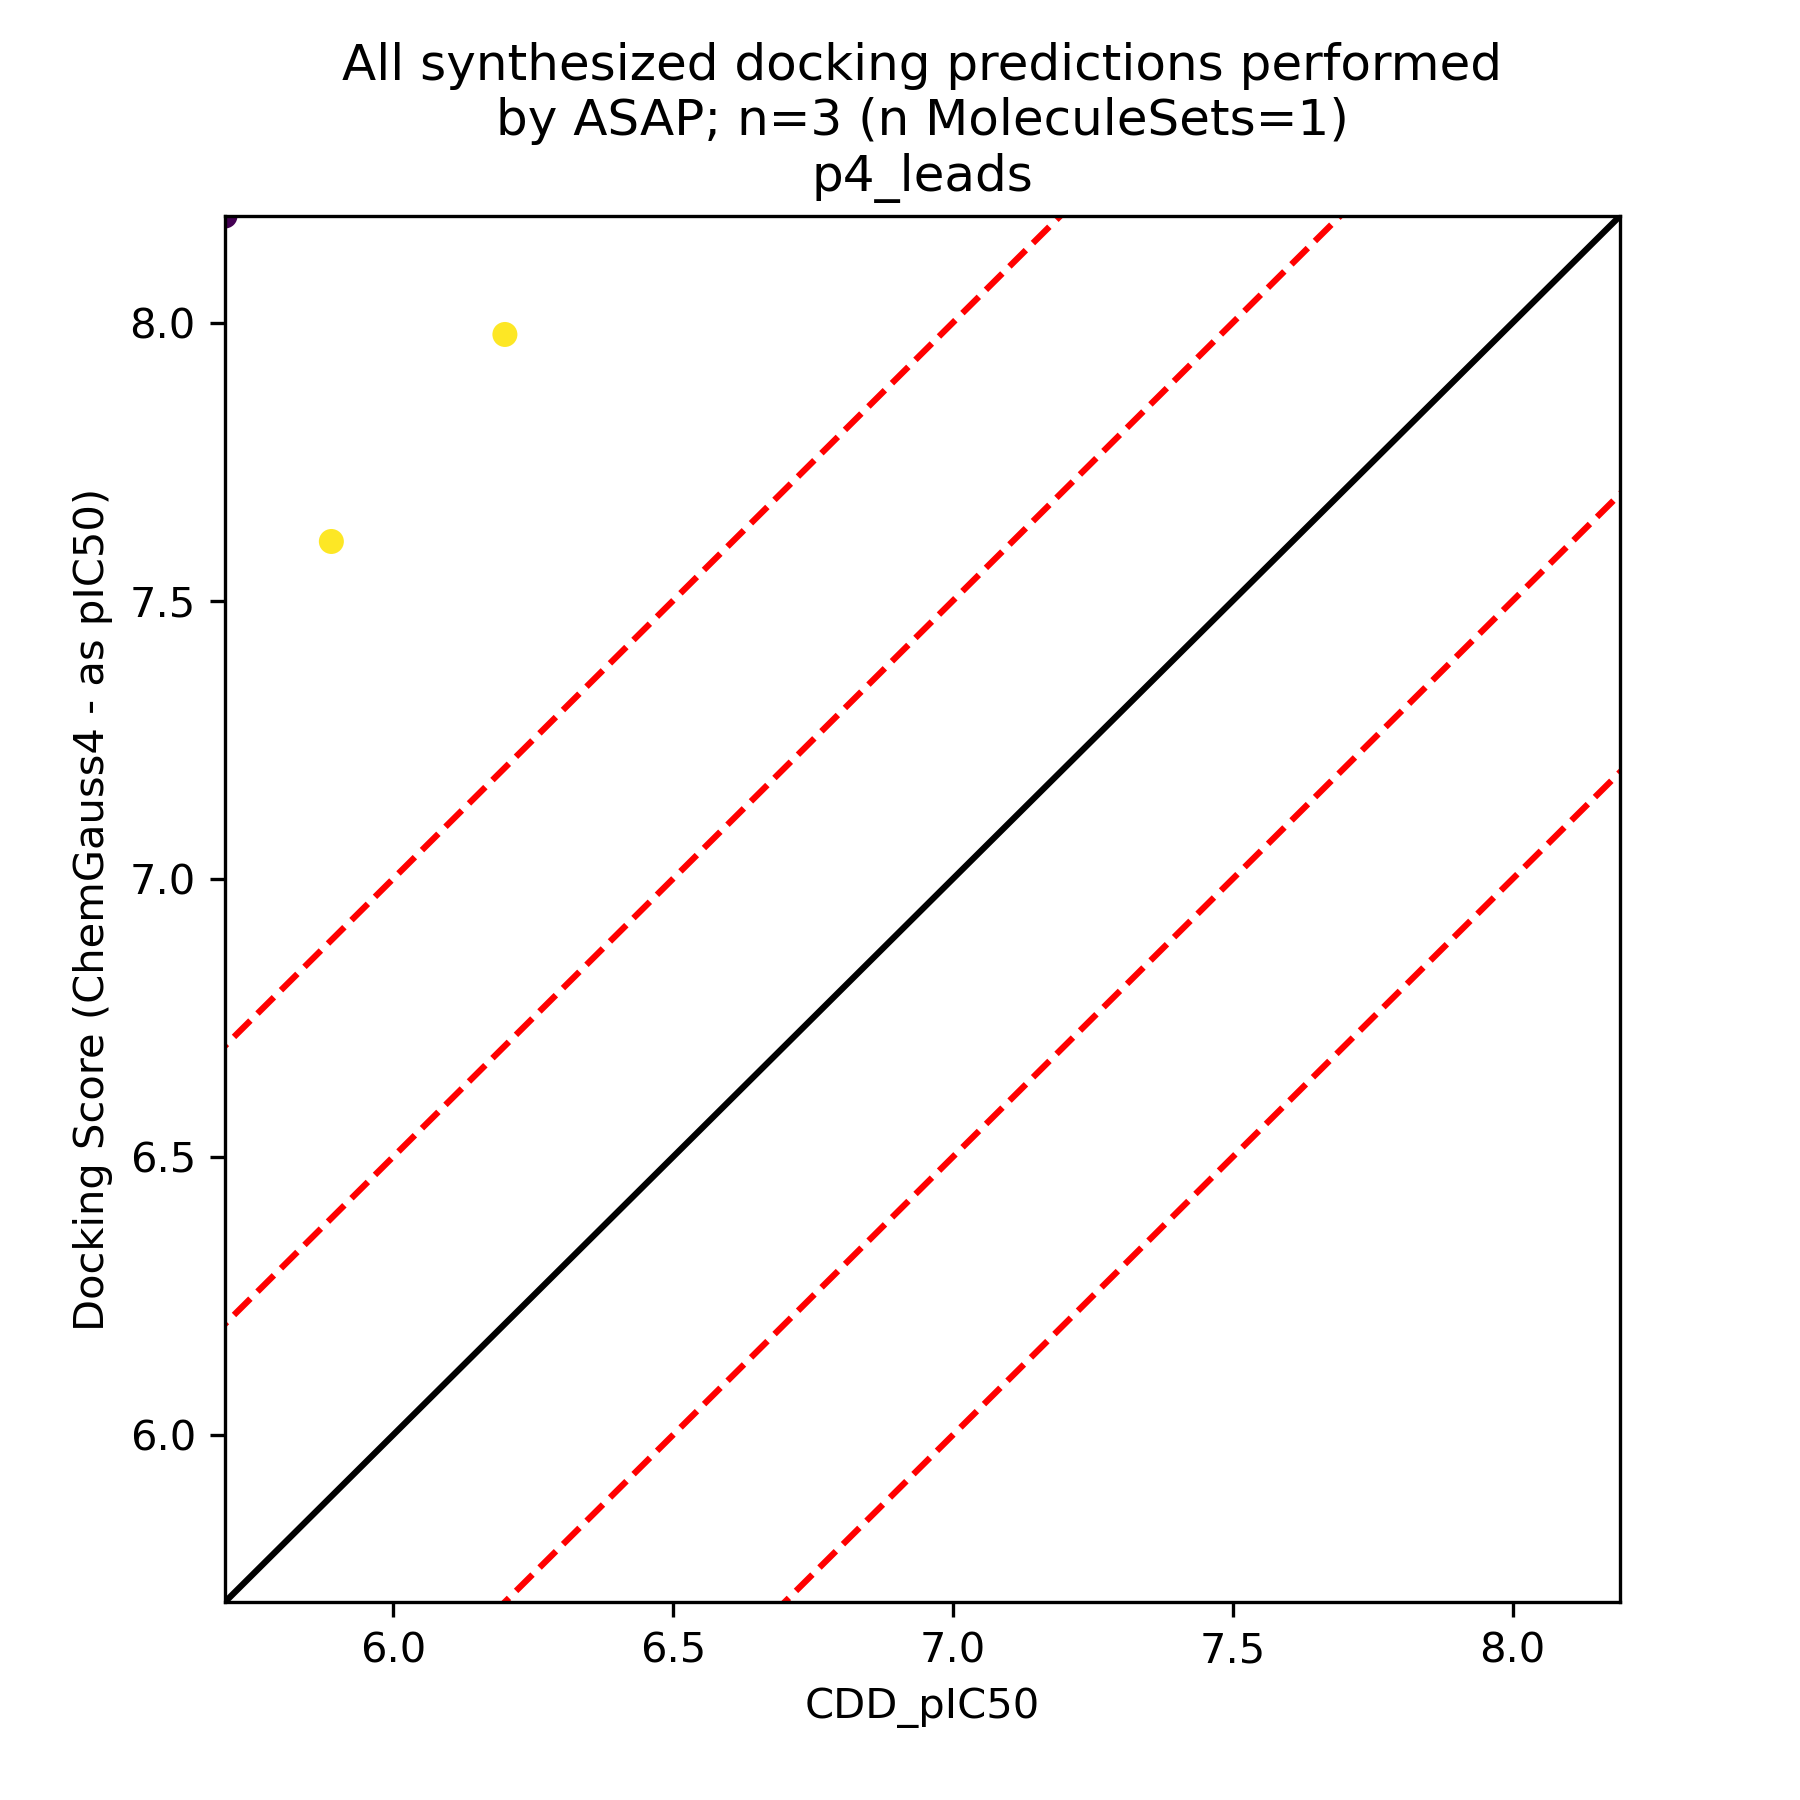 All synthesized docking predictions performed
by ASAP; n=3 (n MoleculeSets=1)
p4_leads
Docking Score (ChemGauss4 - as pIC50)
8.0
7.5
7.0
6.5
6.0
6.0 6.5 7.0 7.5 8.0
CDD_pIC50